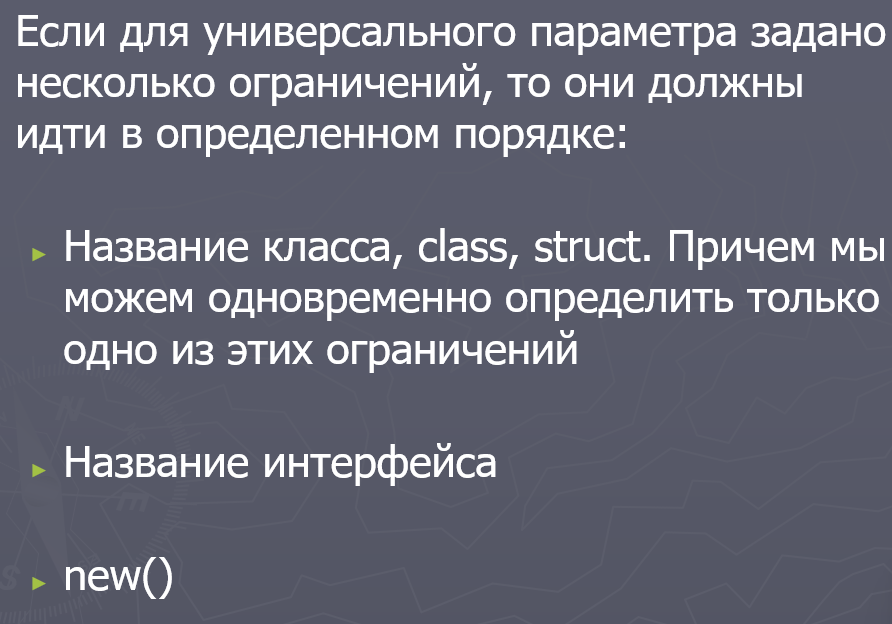 Если для универсального параметра задано
несколько ограничений, то они должны
идти в определенном порядке:
► Название класса, class, struct. Причем мы
можем одновременно определить только
одно из этих ограничений
► Название интерфейса
► new()